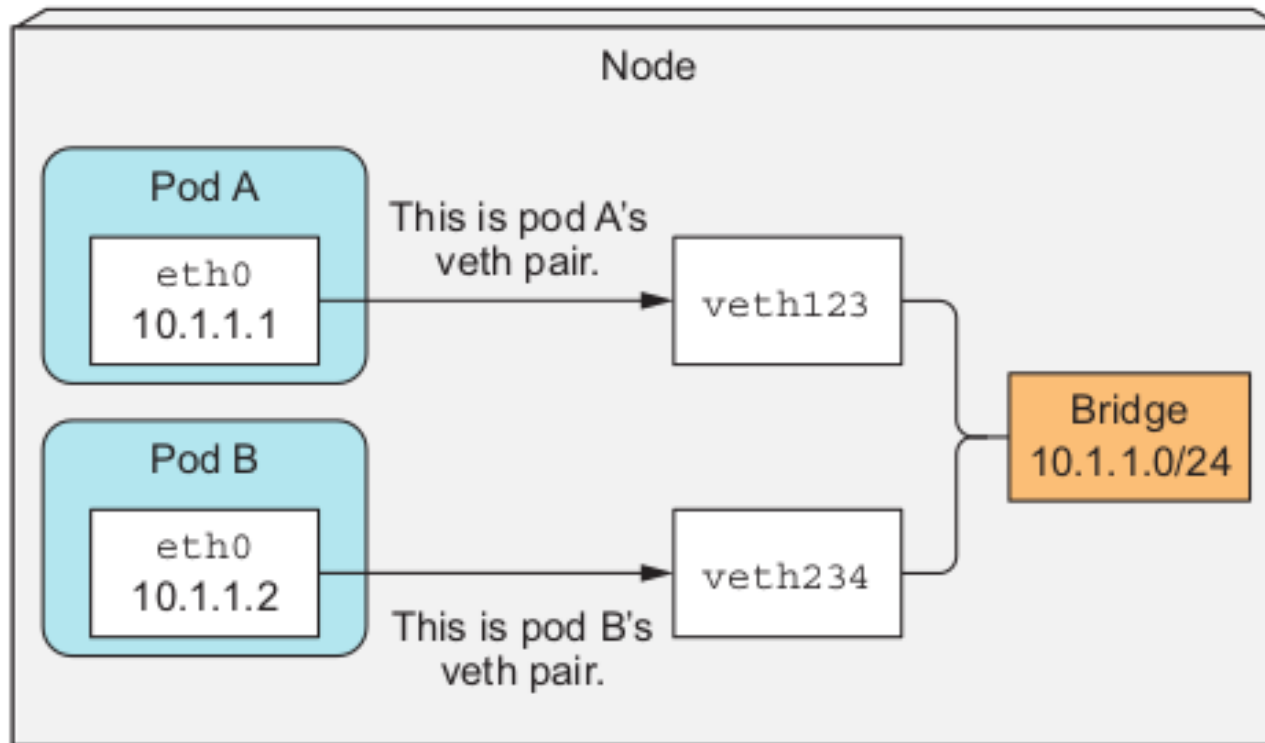 Node
Pod A
eth0
10.1.1.1
This is pod A's
veth pair.
veth123
Bridge
10.1.1.0/24
Pod B
eth0
10.1.1.2
This is pod B's
veth pair.
veth234